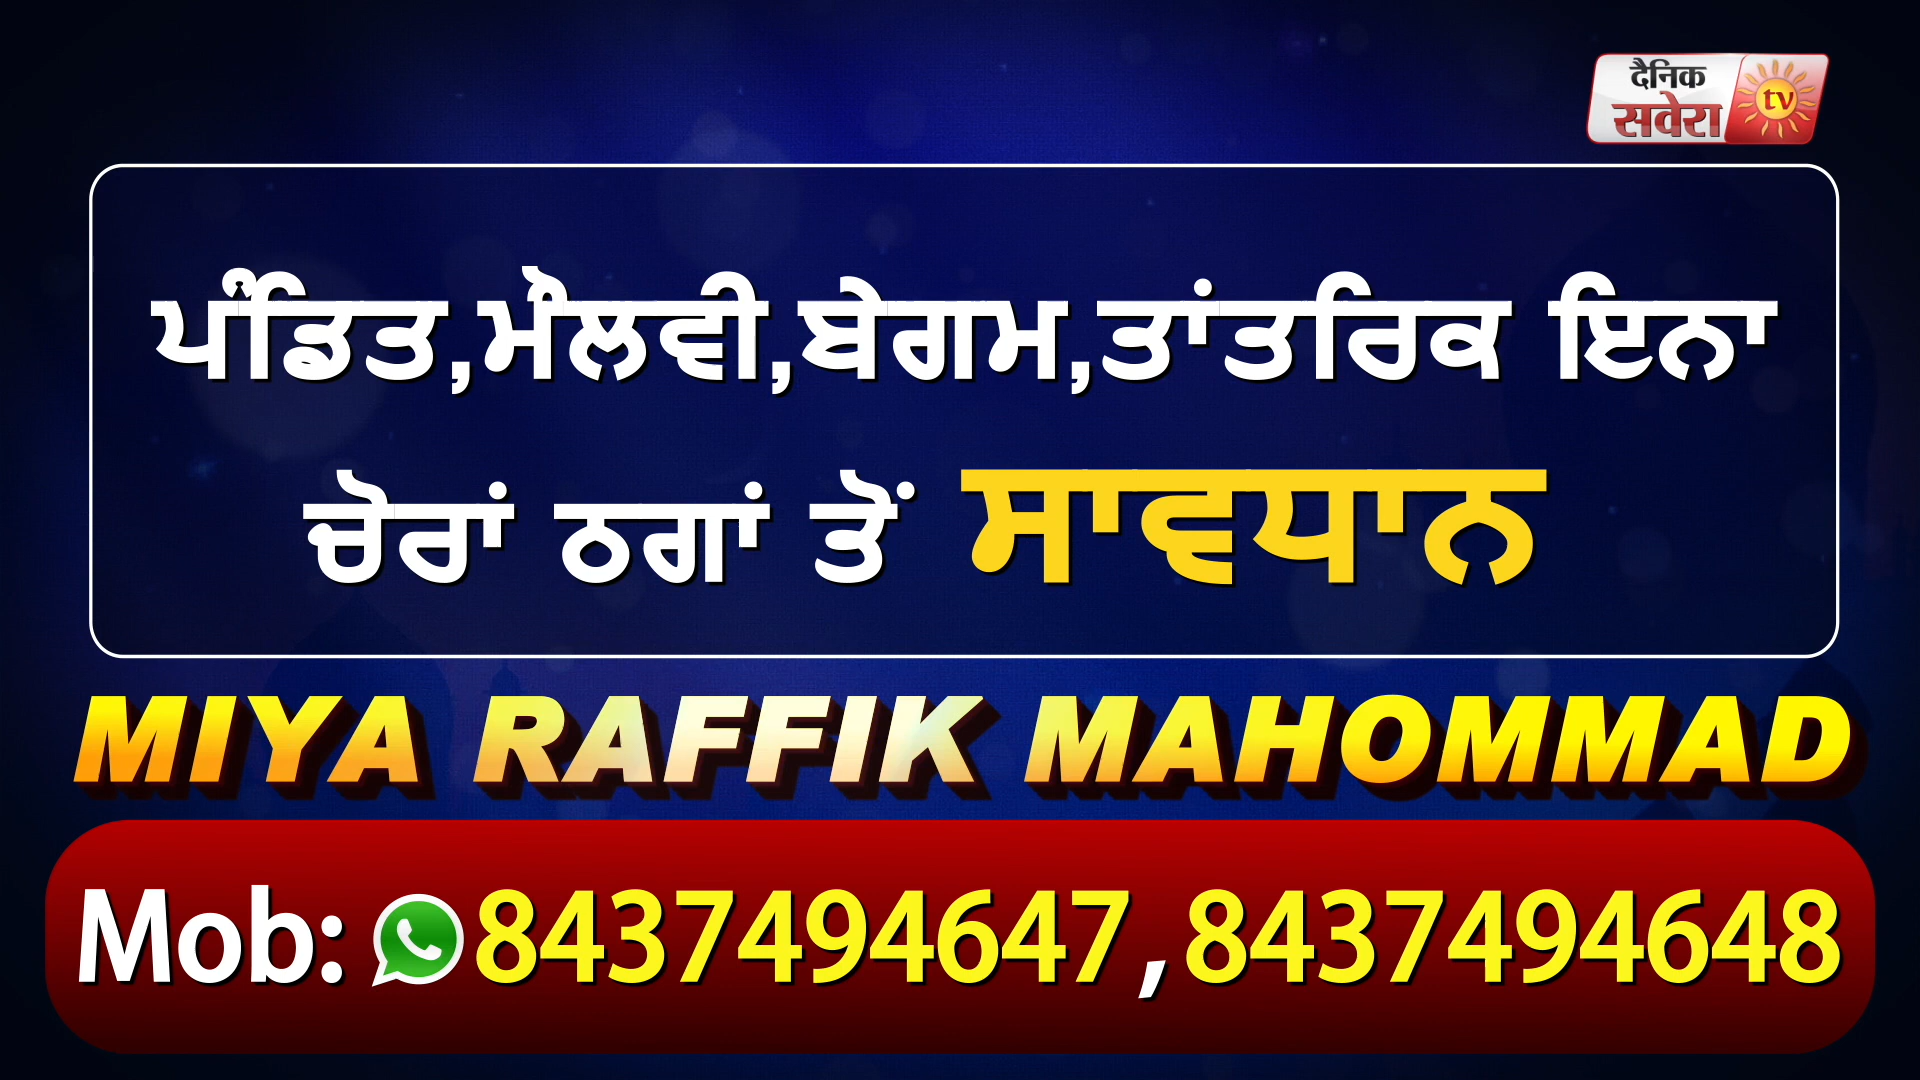 दैनिक
सवेरा tv
ਪੰਡਿਤ,ਮੌਲਵੀ,ਬੇਗਮ,ਤਾਂਤਰਿਕ ਇਨਾ
ਚੋਰਾਂ ਠਗਾਂ ਤੋਂ ਸਾਵਧਾਨ
MIYA RAFFIK MAHOMMAD
Mob: 8437494647, 8437494648